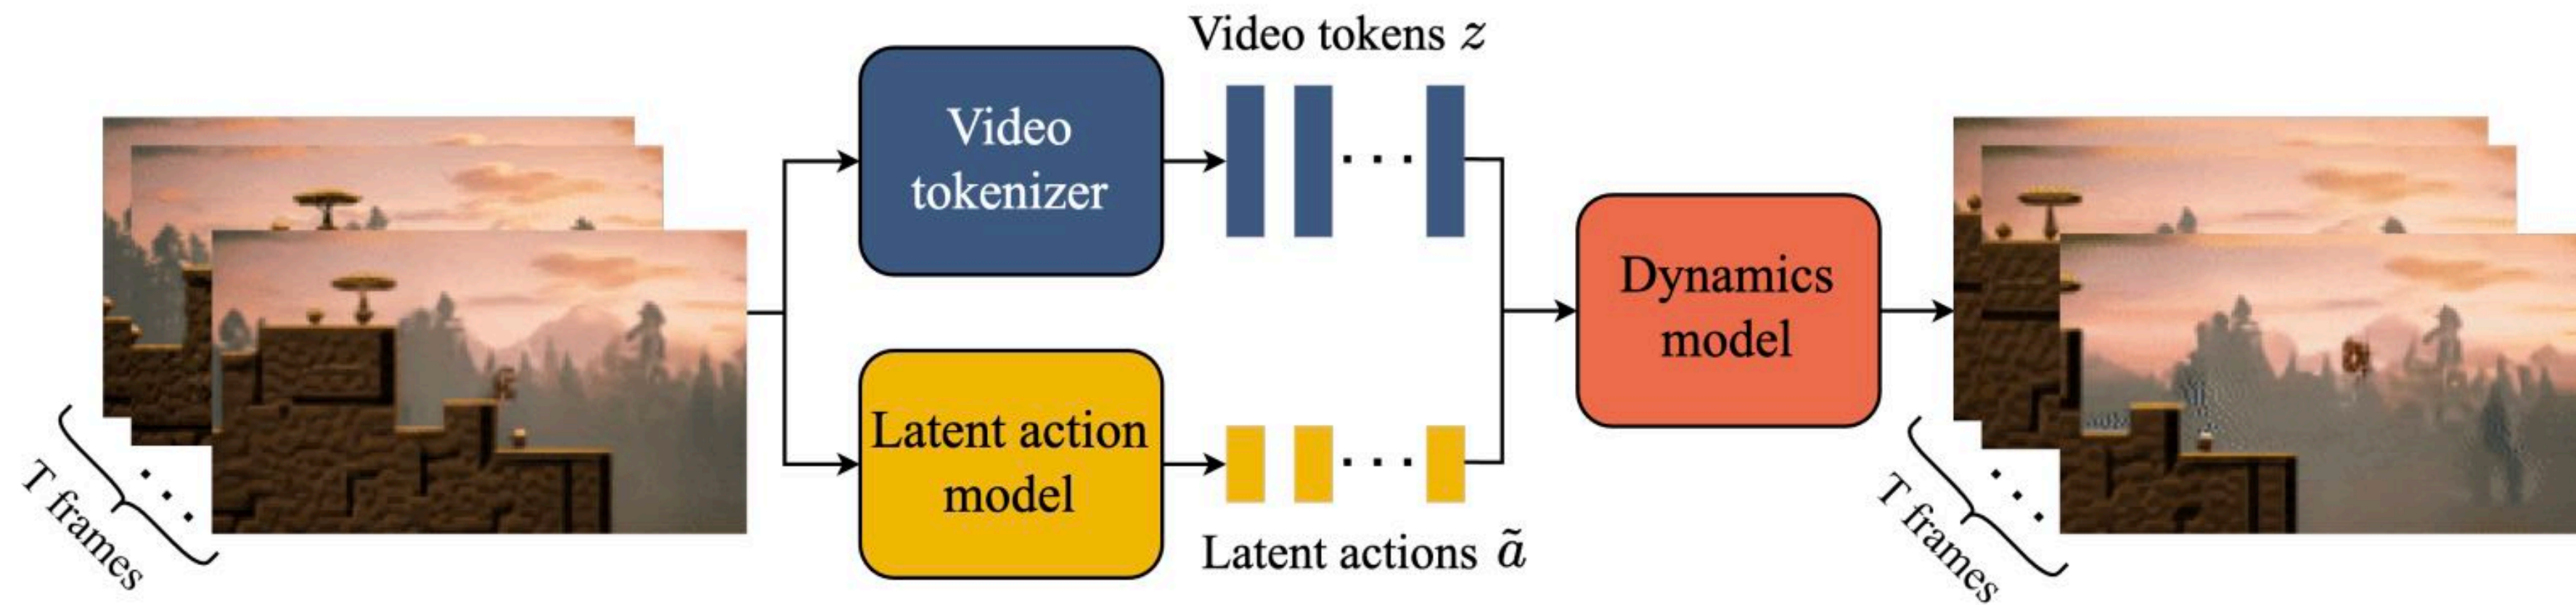 Video tokens z
Video
tokenizer
Dynamics
model
Latent action
model
Latent actions ã
T frames
T frames